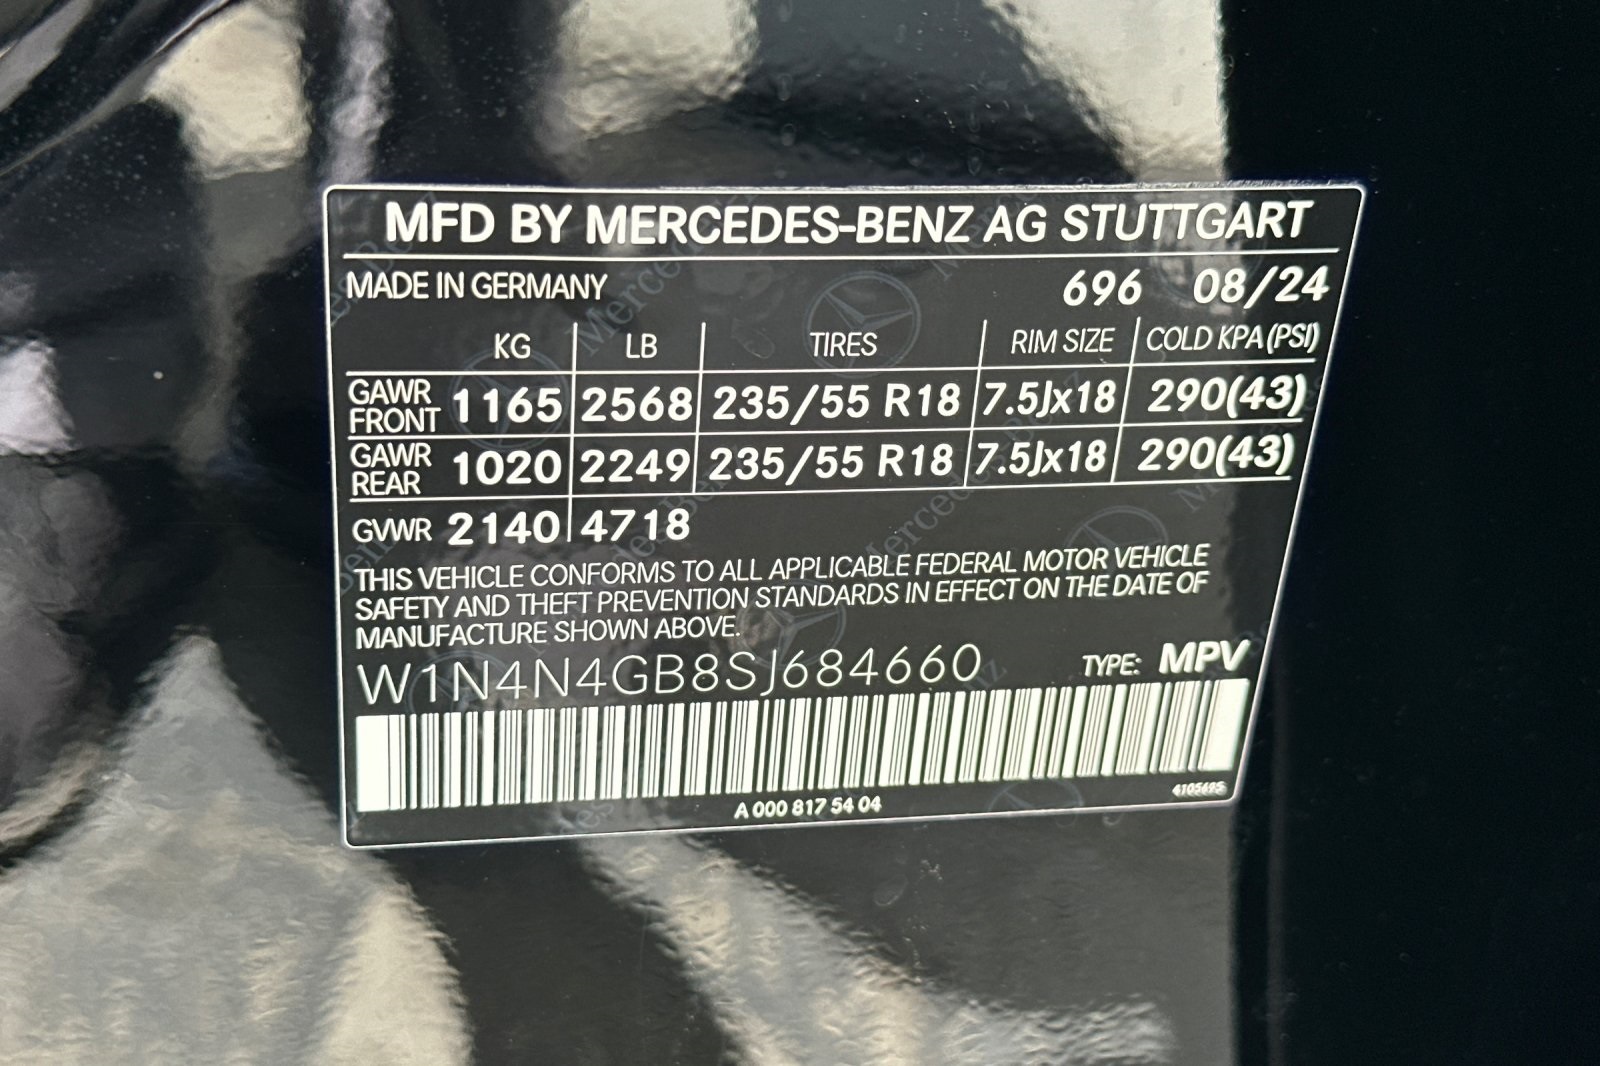 MFD BY MERCEDES-BENZ AG STUTTGART
MADE IN GERMANY 696 08/24
KG LB TIRES RIM SIZE COLD KPA(PSI)
GAWR FRONT 1165 2568 235/55 R18 7.5Jx18 290(43)
GAWR REAR 1020 2249 235/55 R18 7.5Jx18 290(43)
GVWR 2140 4718
THIS VEHICLE CONFORMS TO ALL APPLICABLE FEDERAL MOTOR VEHICLE
SAFETY AND THEFT PREVENTION STANDARDS IN EFFECT ON THE DATE OF
MANUFACTURE SHOWN ABOVE.
W1N4N4GB8SJ684660 TYPE: MPV
A 000 817 54 04